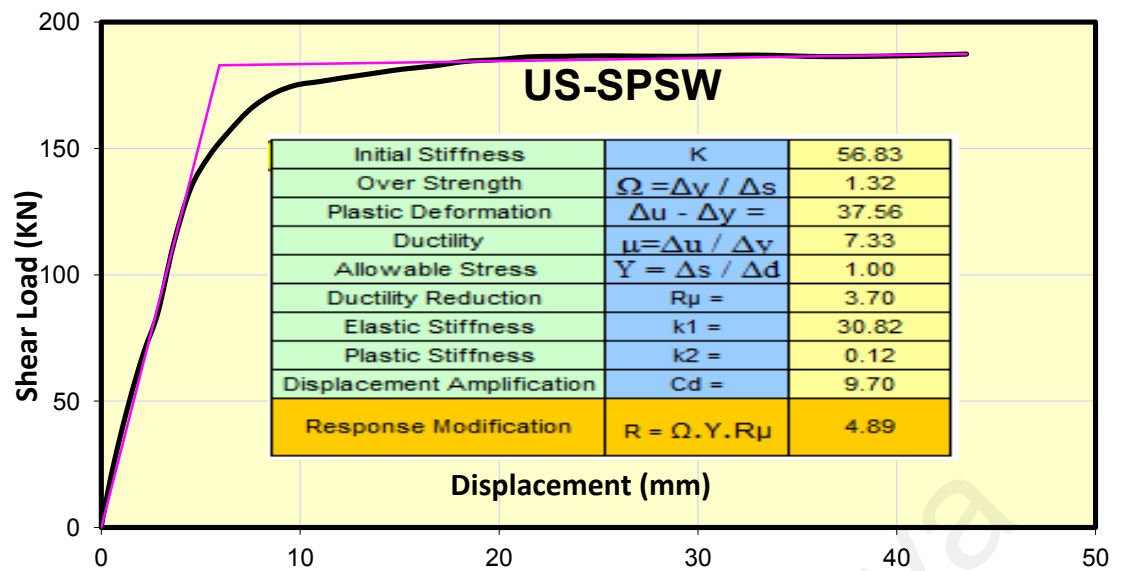 200
150
100
50
0
Shear Load (KN)
US-SPSW
Initial Stiffness K 56.83
Over Strength Ω =Δy / Δs 1.32
Plastic Deformation Δu - Δy = 37.56
Ductility μ=Δu / Δy 7.33
Allowable Stress Y = Δs / Δd 1.00
Ductility Reduction Rμ = 3.70
Elastic Stiffness k1 = 30.82
Plastic Stiffness k2 = 0.12
Displacement Amplification Cd = 9.70
Response Modification R = Ω.Y.Rμ 4.89
Displacement (mm)
0 10 20 30 40 50